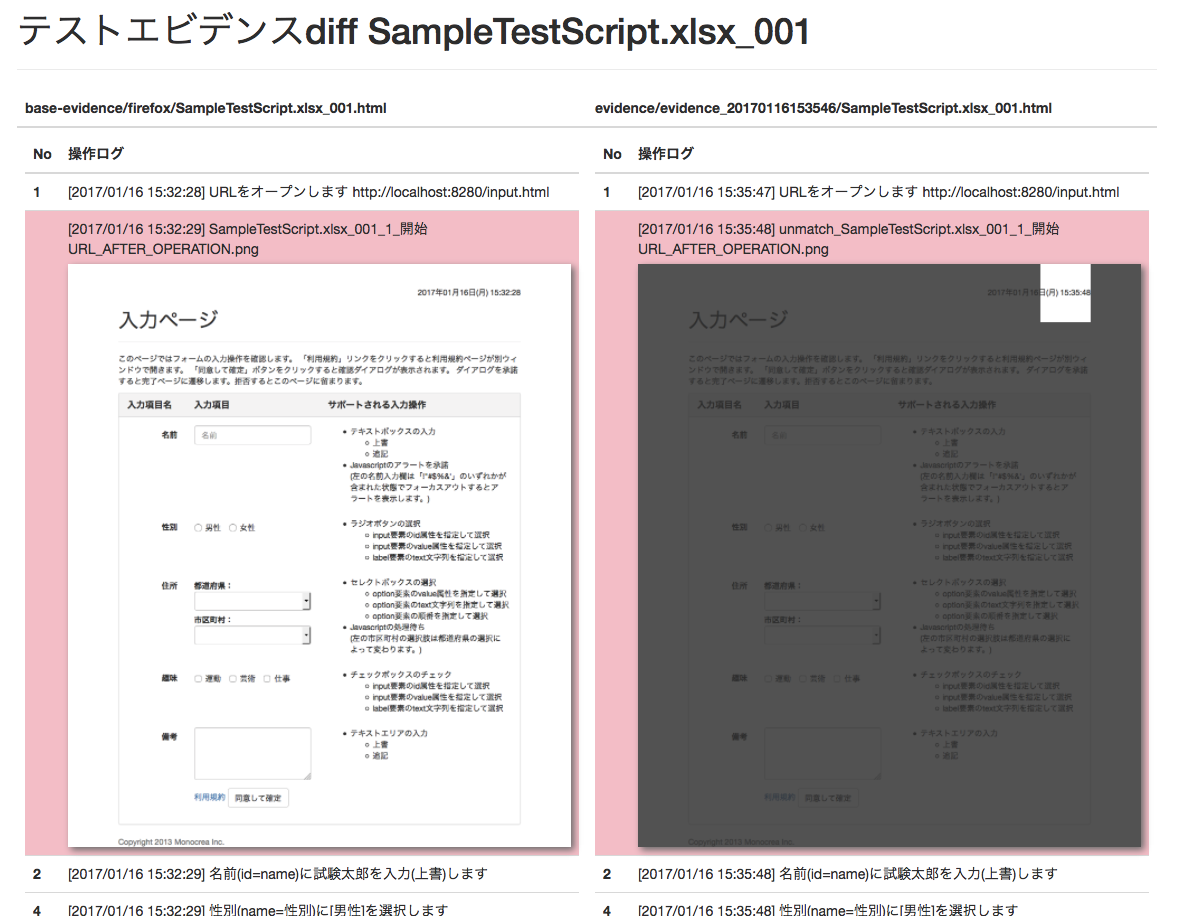 テストエビデンスdiff SampleTestScript.xlsx_001
base-evidence/firefox/SampleTestScript.xlsx_001.html
No 操作ログ
1 [2017/01/16 15:32:28] URLをオープンします http://localhost:8280/input.html
[2017/01/16 15:32:29] SampleTestScript.xlsx_001_1_開始
URL_AFTER_OPERATION.png
2017年01月16日(月) 15:32:28
入力ページ
このページではフォームの入力操作を確認します。 「利用規約」リンクをクリックすると利用規約ページが別ウィ
ンドウで開きます。 「同意して確定」ボタンをクリックすると確認ダイアログが表示されます。 ダイアログを承諾
すると完了ページに遷移します。拒否するとこのページに留まります。
入力項目名 入力項目 サポートされる入力操作
名前 名前
テキストボックスの入力
上書
追記
Javascriptのアラートを承諾
(左の名前入力欄は「!"#$%&'」のいずれかが
含まれた状態でフォーカスアウトするとア
ラートを表示します。)
性別 男性 女性
ラジオボタンの選択
input要素のid属性を指定して選択
input要素のvalue属性を指定して選択
label要素のtext文字列を指定して選択
住所 都道府県:
市区町村:
セレクトボックスの選択
option要素のvalue属性を指定して選択
option要素のtext文字列を指定して選択
option要素の順番を指定して選択
Javascriptの処理待ち
(左の市区町村の選択肢は都道府県の選択に
よって変わります。)
趣味 運動 芸術 仕事
チェックボックスのチェック
input要素のid属性を指定して選択
input要素のvalue属性を指定して選択
label要素のtext文字列を指定して選択
備考
テキストエリアの入力
上書
追記
利用規約 同意して確定
Copyright 2013 Monocrea Inc.
2 [2017/01/16 15:32:29] 名前(id=name)に試験太郎を入力(上書)します
4 [2017/01/16 15:32:29] 性別(name=性別)に[男性]を選択します
evidence/evidence_20170116153546/SampleTestScript.xlsx_001.html
No 操作ログ
1 [2017/01/16 15:35:47] URLをオープンします http://localhost:8280/input.html
[2017/01/16 15:35:48] unmatch_SampleTestScript.xlsx_001_1_開始
URL_AFTER_OPERATION.png
2017年01月16日(月) 15:35:48
入力ページ
このページではフォームの入力操作を確認します。 「利用規約」リンクをクリックすると利用規約ページが別ウィ
ンドウで開きます。 「同意して確定」ボタンをクリックすると確認ダイアログが表示されます。 ダイアログを承諾
すると完了ページに遷移します。拒否するとこのページに留まります。
入力項目名 入力項目 サポートされる入力操作
名前 名前
テキストボックスの入力
上書
追記
Javascriptのアラートを承諾
(左の名前入力欄は「!"#$%&'」のいずれかが
含まれた状態でフォーカスアウトするとア
ラートを表示します。)
性別 男性 女性
ラジオボタンの選択
input要素のid属性を指定して選択
input要素のvalue属性を指定して選択
label要素のtext文字列を指定して選択
住所 都道府県:
市区町村:
セレクトボックスの選択
option要素のvalue属性を指定して選択
option要素のtext文字列を指定して選択
option要素の順番を指定して選択
Javascriptの処理待ち
(左の市区町村の選択肢は都道府県の選択に
よって変わります。)
趣味 運動 芸術 仕事
チェックボックスのチェック
input要素のid属性を指定して選択
input要素のvalue属性を指定して選択
label要素のtext文字列を指定して選択
備考
テキストエリアの入力
上書
追記
利用規約 同意して確定
Copyright 2013 Monocrea Inc.
2 [2017/01/16 15:35:48] 名前(id=name)に試験太郎を入力(上書)します
4 [2017/01/16 15:35:48] 性別(name=性別)に[男性]を選択します